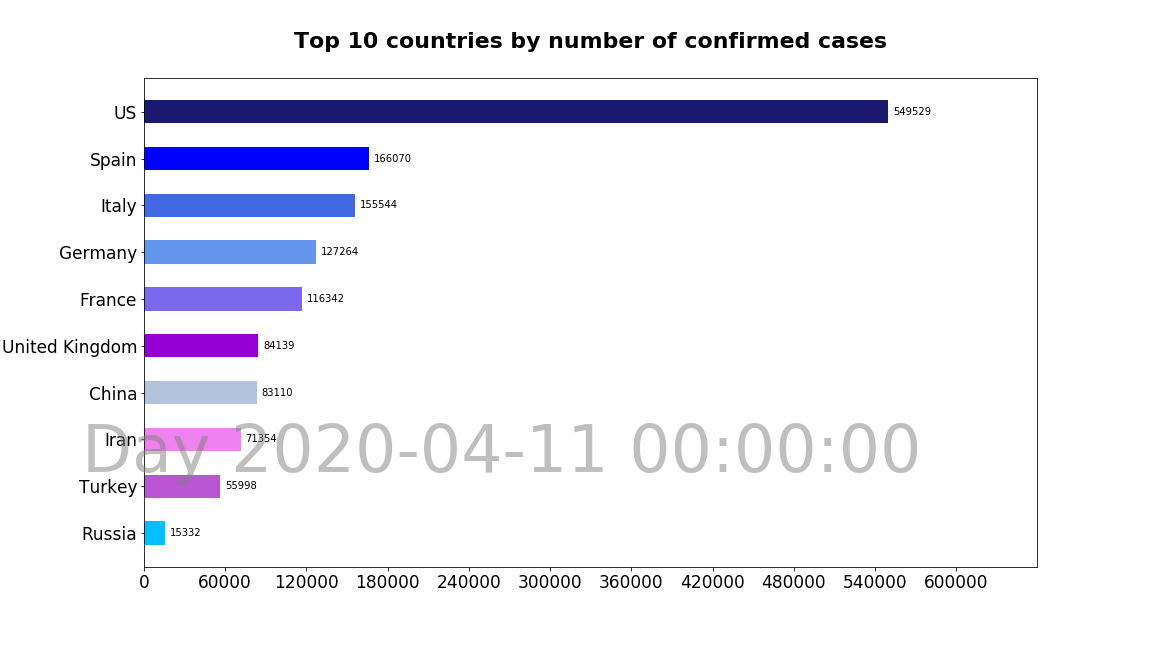 Top 10 countries by number of confirmed cases
US 549529
Spain 166070
Italy 155544
Germany 127264
France 116342
United Kingdom 84139
China 83110
Iran 71354
Day 2020-04-11 00:00:00
Turkey 55998
Russia 15332
0 60000 120000 180000 240000 300000 360000 420000 480000 540000 600000